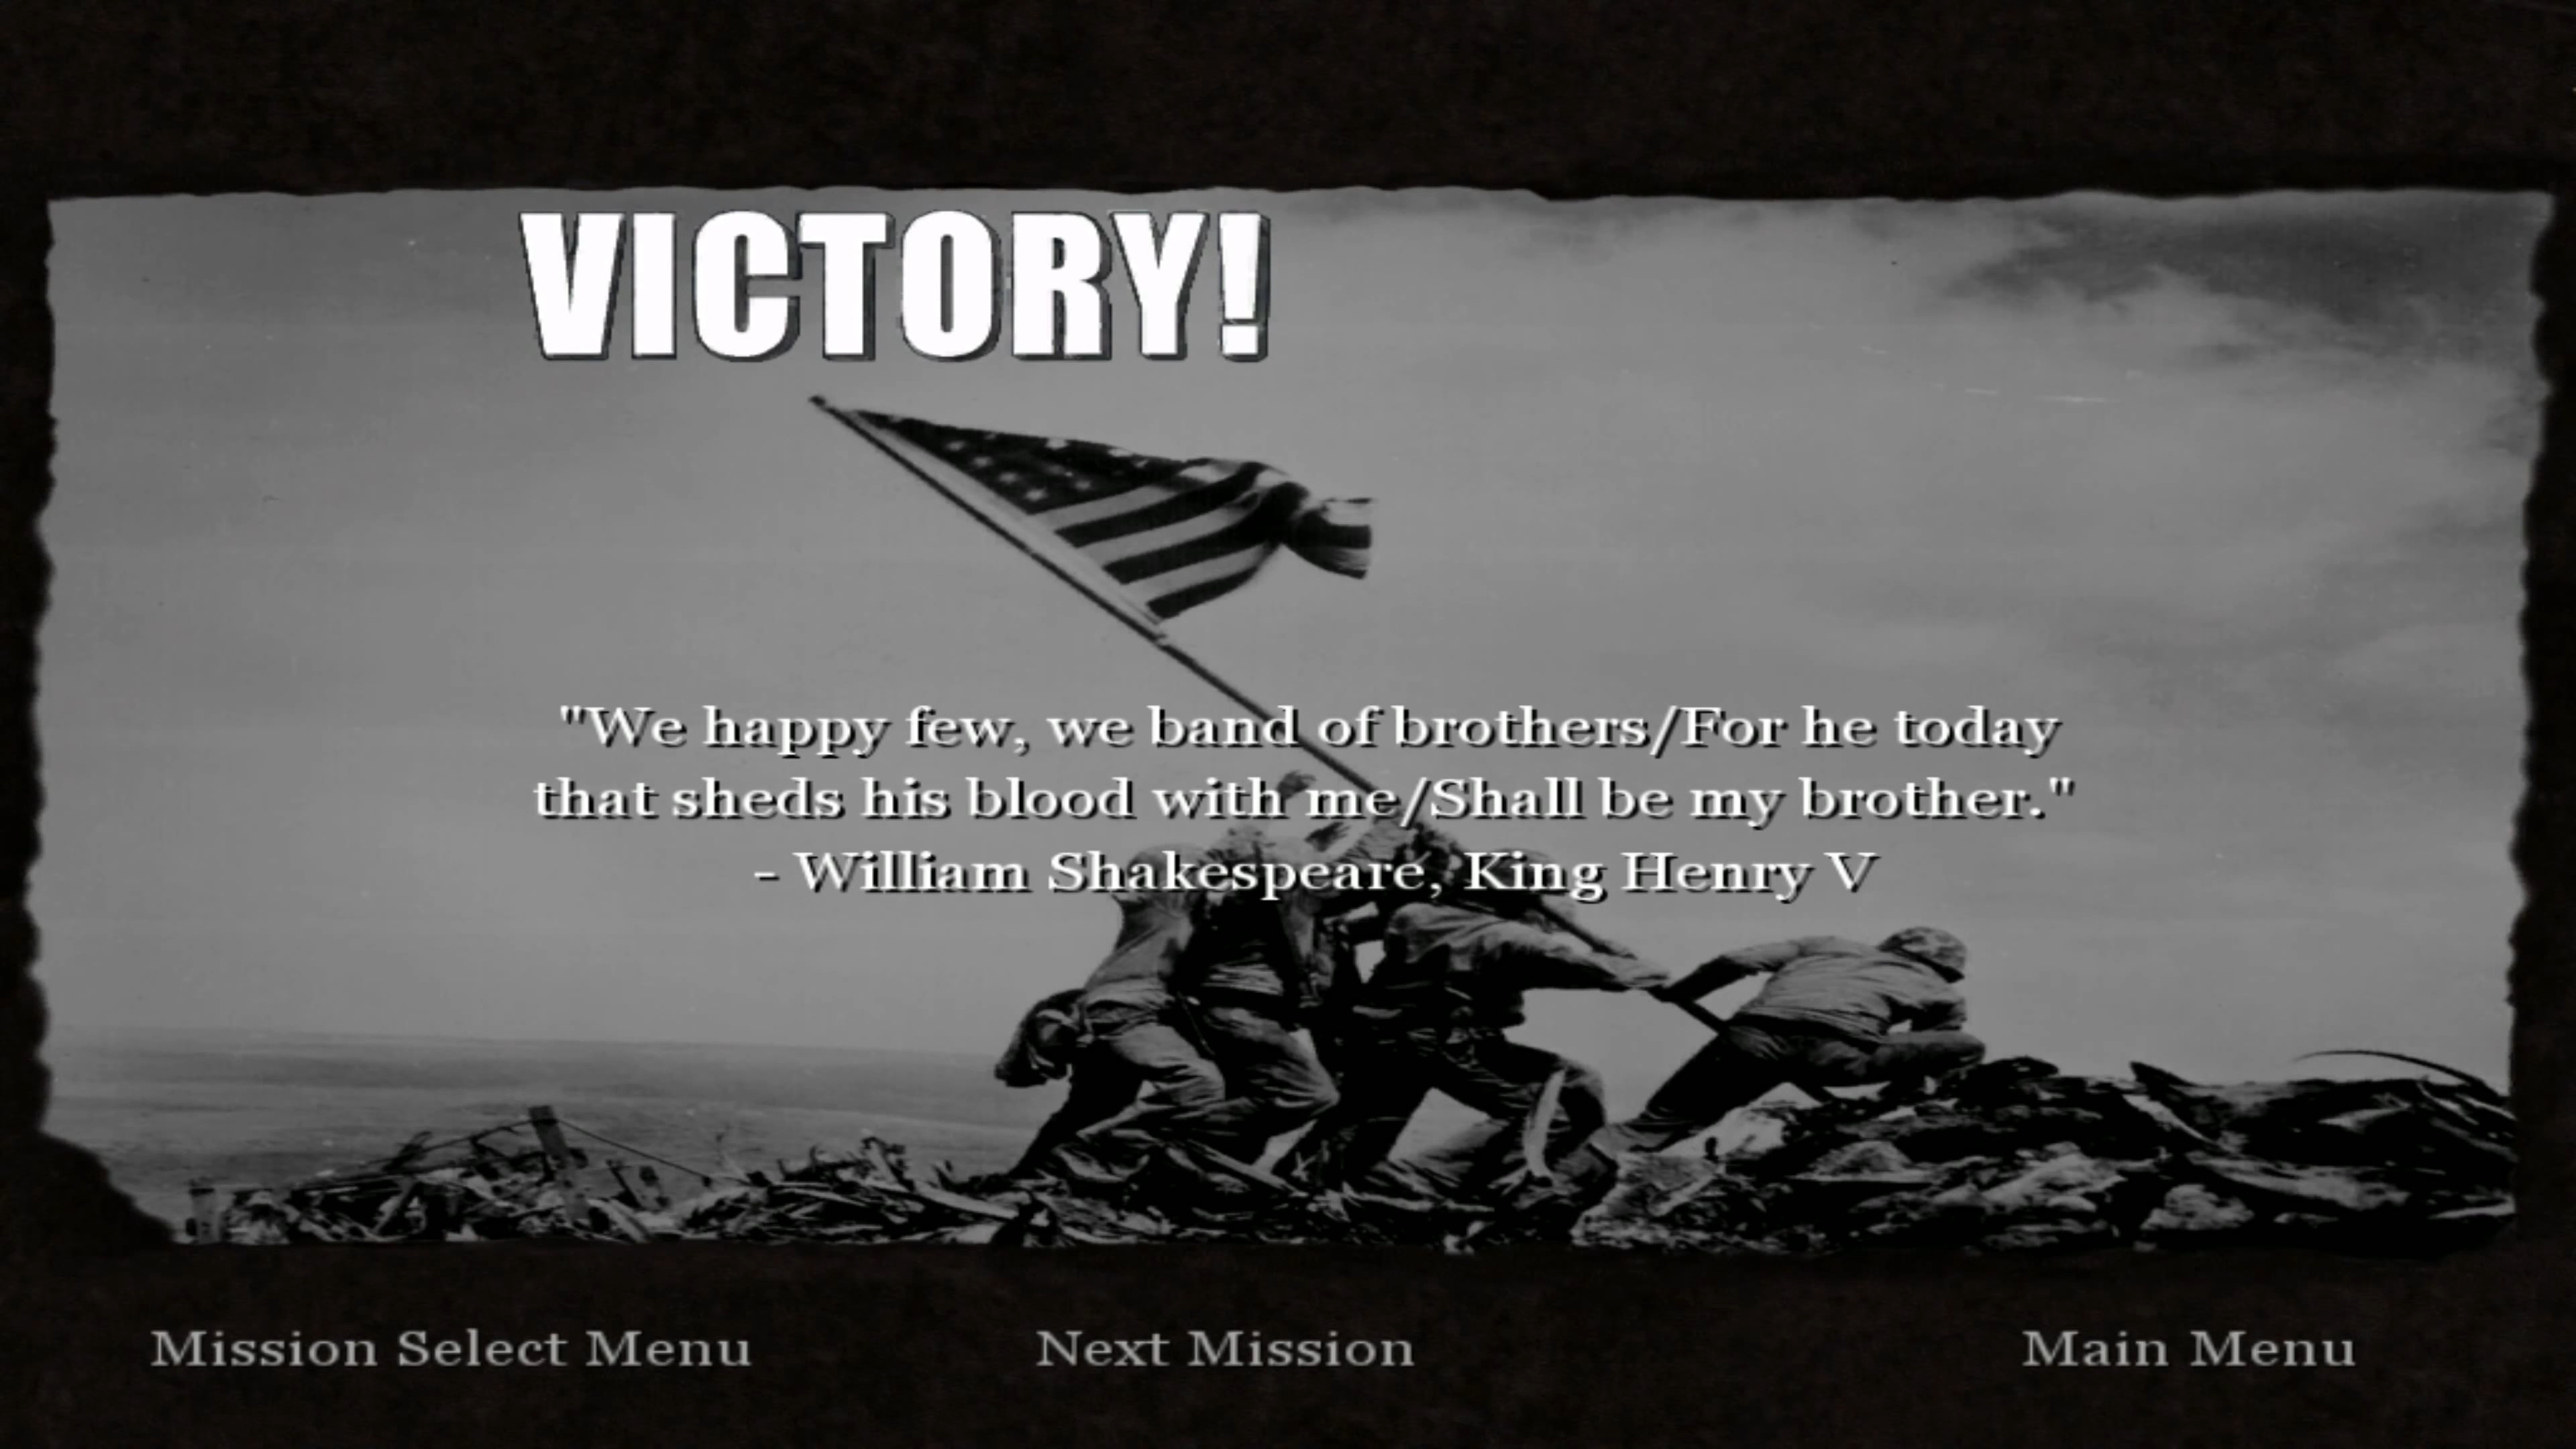 VICTORY!
"We happy few, we band of brothers/For he today
that sheds his blood with me/Shall be my brother."
- William Shakespeare, King Henry V
Mission Select Menu
Next Mission
Main Menu